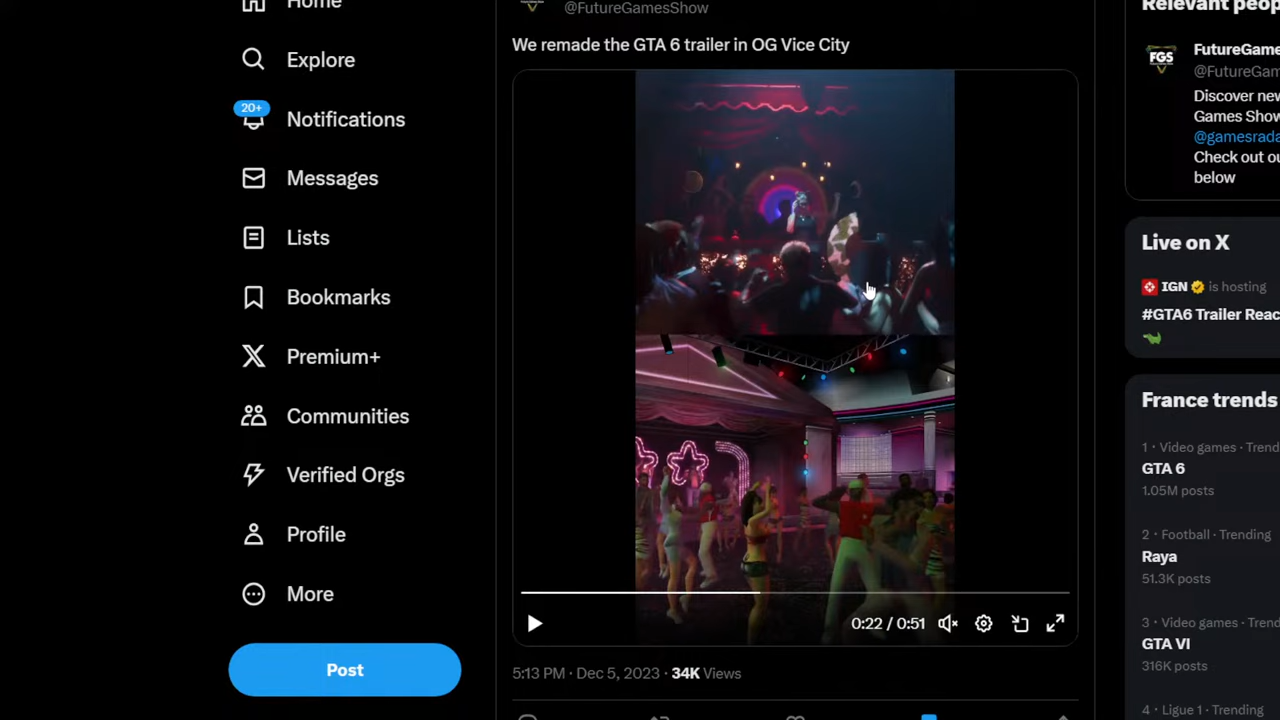 Home
Explore
20+
Notifications
Messages
Lists
Bookmarks
Premium+
Communities
Verified Orgs
Profile
More
Post
@FutureGamesShow
We remade the GTA 6 trailer in OG Vice City
0:22 / 0:51
5:13 PM · Dec 5, 2023 · 34K Views
Relevant peop
FGS
FutureGame
@FutureGam
Discover new
Games Show
@gamesrada
Check out ou
below
Live on X
IGN is hosting
#GTA6 Trailer Reac
France trends
1 · Video games · Trend
GTA 6
1.05M posts
2 · Football · Trending
Raya
51.3K posts
3 · Video games · Trend
GTA VI
316K posts
4 · Ligue 1 · Trending